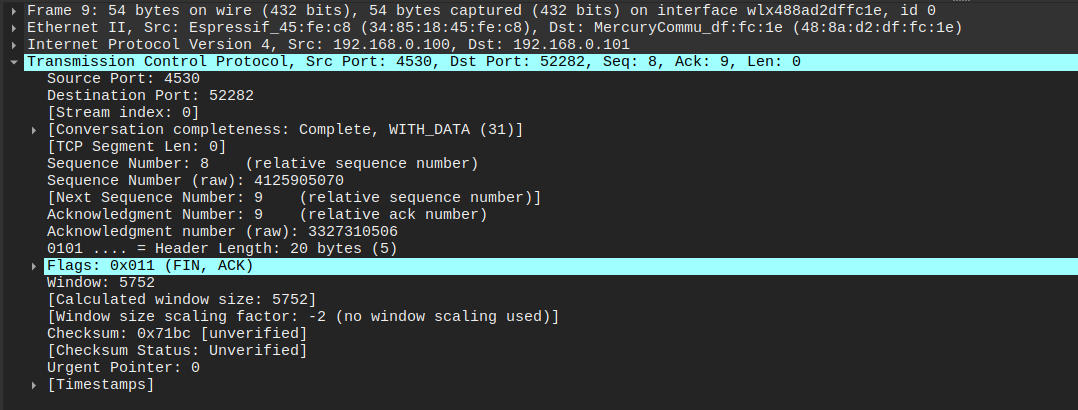 Frame 9: 54 bytes on wire (432 bits), 54 bytes captured (432 bits) on interface wlx488ad2dffc1e, id 0
Ethernet II, Src: Espressif_45:fe:c8 (34:85:18:45:fe:c8), Dst: MercuryCommu_df:fc:1e (48:8a:d2:df:fc:1e)
Internet Protocol Version 4, Src: 192.168.0.100, Dst: 192.168.0.101
Transmission Control Protocol, Src Port: 4530, Dst Port: 52282, Seq: 8, Ack: 9, Len: 0
Source Port: 4530
Destination Port: 52282
[Stream index: 0]
[Conversation completeness: Complete, WITH_DATA (31)]
[TCP Segment Len: 0]
Sequence Number: 8    (relative sequence number)
Sequence Number (raw): 4125905070
[Next Sequence Number: 9    (relative sequence number)]
Acknowledgment Number: 9    (relative ack number)
Acknowledgment number (raw): 3327310506
0101 .... = Header Length: 20 bytes (5)
Flags: 0x011 (FIN, ACK)
Window: 5752
[Calculated window size: 5752]
[Window size scaling factor: -2 (no window scaling used)]
Checksum: 0x71bc [unverified]
[Checksum Status: Unverified]
Urgent Pointer: 0
[Timestamps]